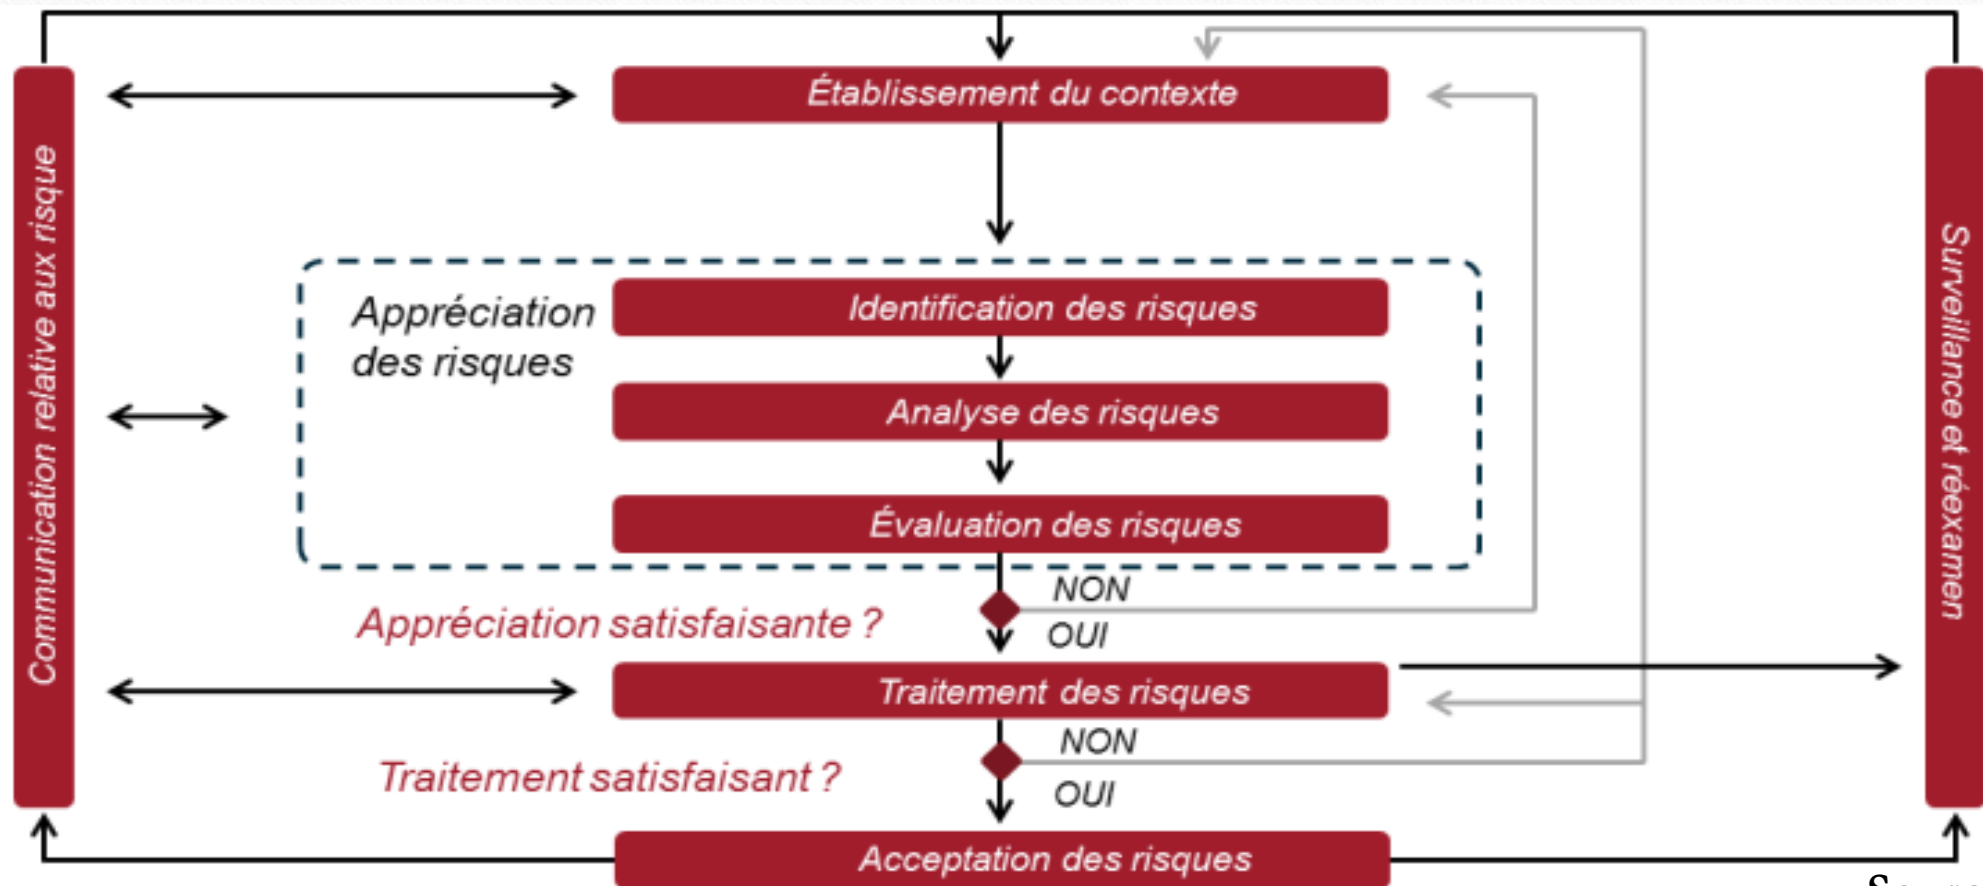 Établissement du contexte
Communication relative aux risque
Surveillance et réexamen
Appréciation
des risques
Identification des risques
Analyse des risques
Évaluation des risques
NON
Appréciation satisfaisante ?
OUI
Traitement des risques
NON
Traitement satisfaisant ?
OUI
Acceptation des risques